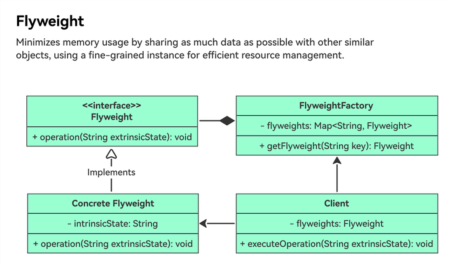 Flyweight
Minimizes memory usage by sharing as much data as possible with other similar
objects, using a fine-grained instance for efficient resource management.
<<interface>>
Flyweight
+ operation(String extrinsicState): void
FlyweightFactory
- flyweights: Map<String, Flyweight>
+ getFlyweight(String key): Flyweight
Implements
Concrete Flyweight
- intrinsicState: String
+ operation(String extrinsicState): void
Client
- flyweights: Flyweight
+ executeOperation(String extrinsicState): void